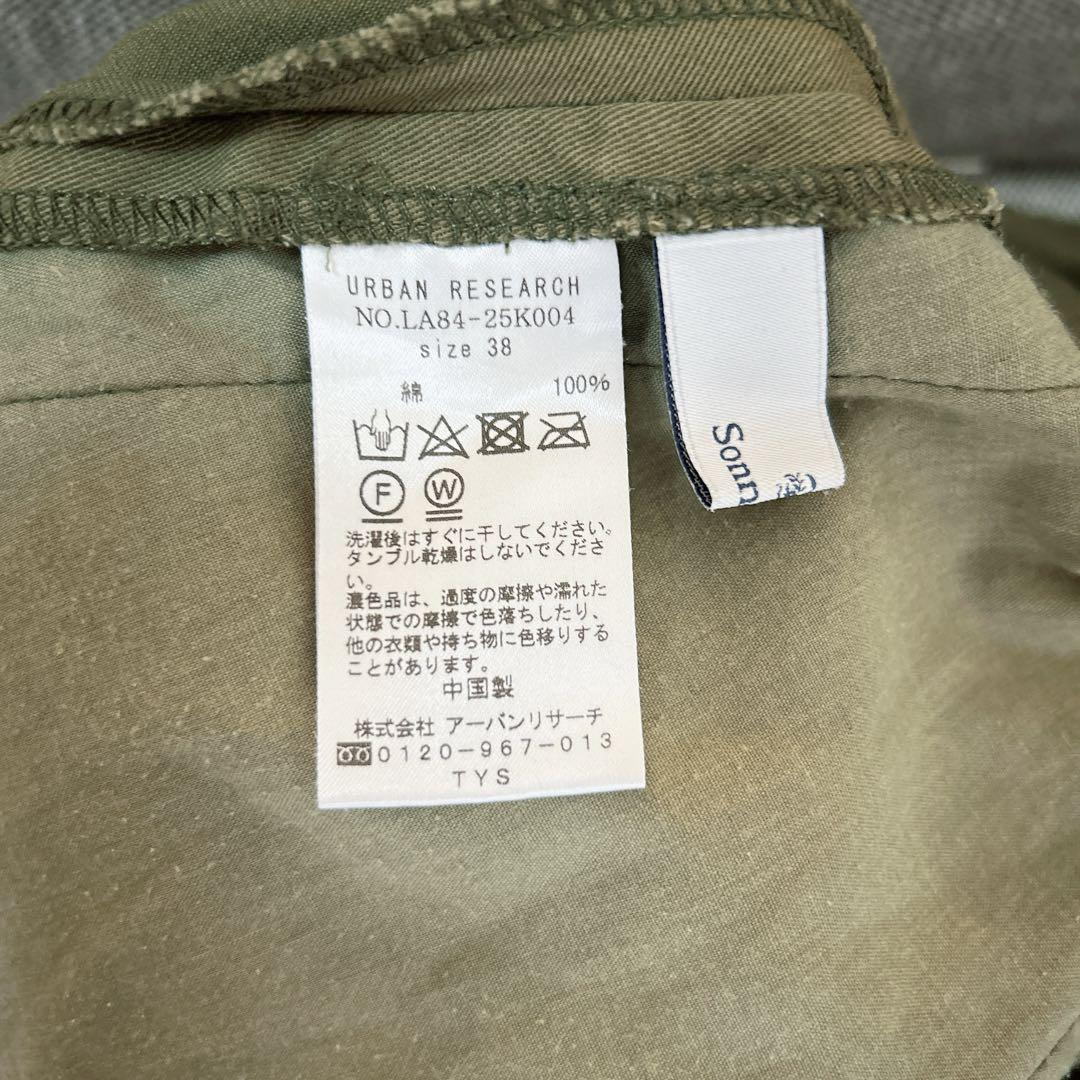 URBAN RESEARCH
NO.LA84-25K004
size 38
綿 100%
F W
洗濯後はすぐに干してください。
タンブル乾燥はしないでくださ
い。
濃色品は、過度の摩擦や濡れた
状態での摩擦で色落ちしたり、
他の衣類や持ち物に色移りする
ことがあります。
中国製
株式会社 アーバンリサーチ
0120-967-013
TYS